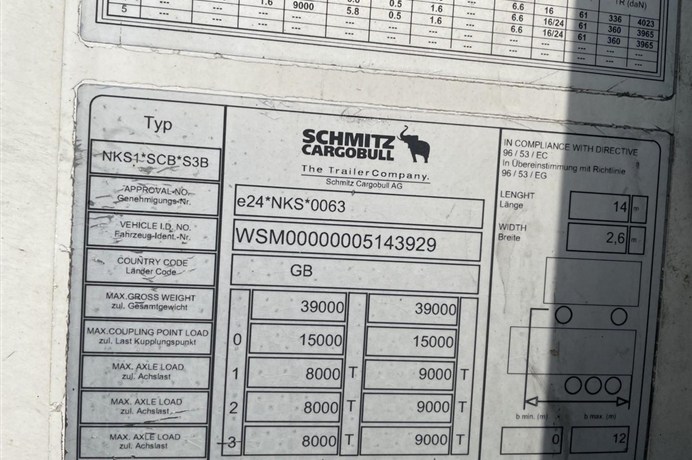 TR (daN)
--- --- 1.6 9000 --- 0.5 --- --- 6.6 16 61 336 4023
5 --- --- --- --- 5.8 0.5 1.6 --- --- 6.6 16/24 61 360 3965
--- --- --- --- 1.6 --- --- 6.6 16/24 61 360 3965
Typ
NKS1*SCB*S3B
SCHMITZ
CARGOBULL
The TrailerCompany.
Schmitz Cargobull AG
IN COMPLIANCE WITH DIRECTIVE
96 / 53 / EC
In Übereinstimmung mit Richtlinie
96 / 53 / EG
APPROVAL-NO.
Genehmigungs-Nr.
e24*NKS*0063
LENGHT
Länge
14 m
VEHICLE I.D. NO.
Fahrzeug-Ident.-Nr.
WSM00000005143929
WIDTH
Breite
2,6 m
COUNTRY CODE
Länder Code
GB
MAX.GROSS WEIGHT
zul. Gesamtgewicht
39000 39000
MAX.COUPLING POINT LOAD
zul. Last Kupplungspunkt
0 15000 15000
MAX. AXLE LOAD
zul. Achslast
1 8000 T 9000 T
MAX. AXLE LOAD
zul. Achslast
2 8000 T 9000 T
b min. (m) b max. (m)
MAX. AXLE LOAD
zul. Achslast
3 8000 T 9000 T
0 12